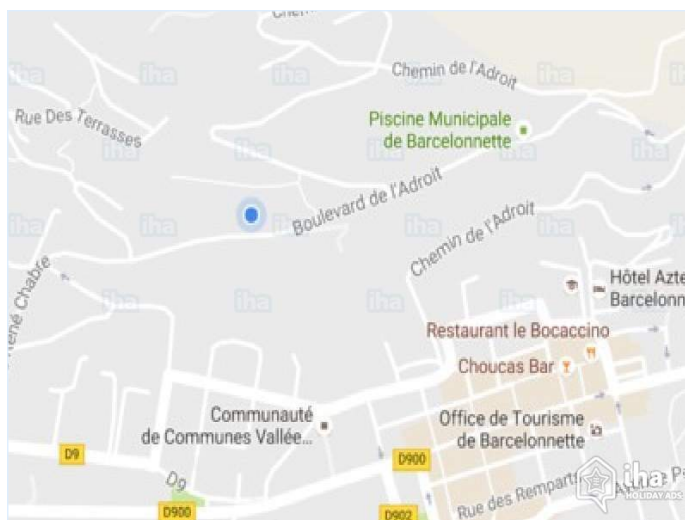 Chemin de l'Adroit
Rue Des Terrasses
Piscine Municipale
de Barcelonnette
Boulevard de l'Adroit
Chemin de l'Adroit
René Chabre
Hôtel Azte
Barcelonn
Restaurant le Bocaccino
Choucas Bar
Communauté
de Communes Vallée...
Office de Tourisme
de Barcelonnette
D9
D900
D9
D900
D902
Rue des Remparts
iha
HOLIDAY ADS